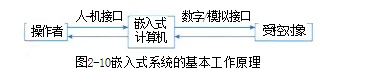 人-机接口
数字/模拟接口
操作者
嵌入式
计算机
受控对象
图2-10嵌入式系统的基本工作原理